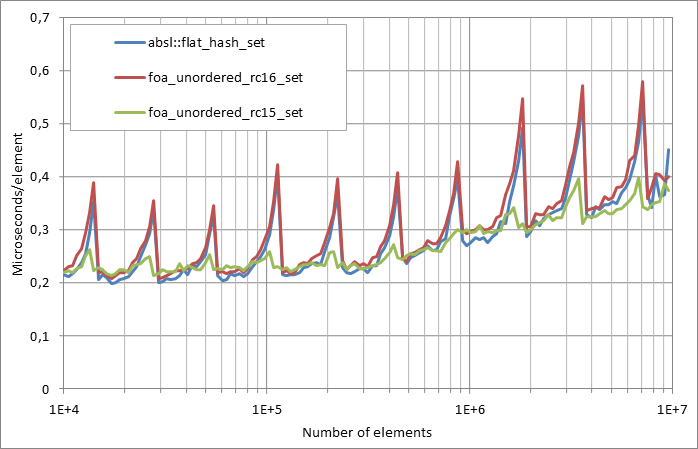 0,7
0,6
0,5
0,4
0,3
0,2
0,1
0
Microseconds/element
absl::flat_hash_set
foa_unordered_rc16_set
foa_unordered_rc15_set
1E+4 1E+5 1E+6 1E+7
Number of elements